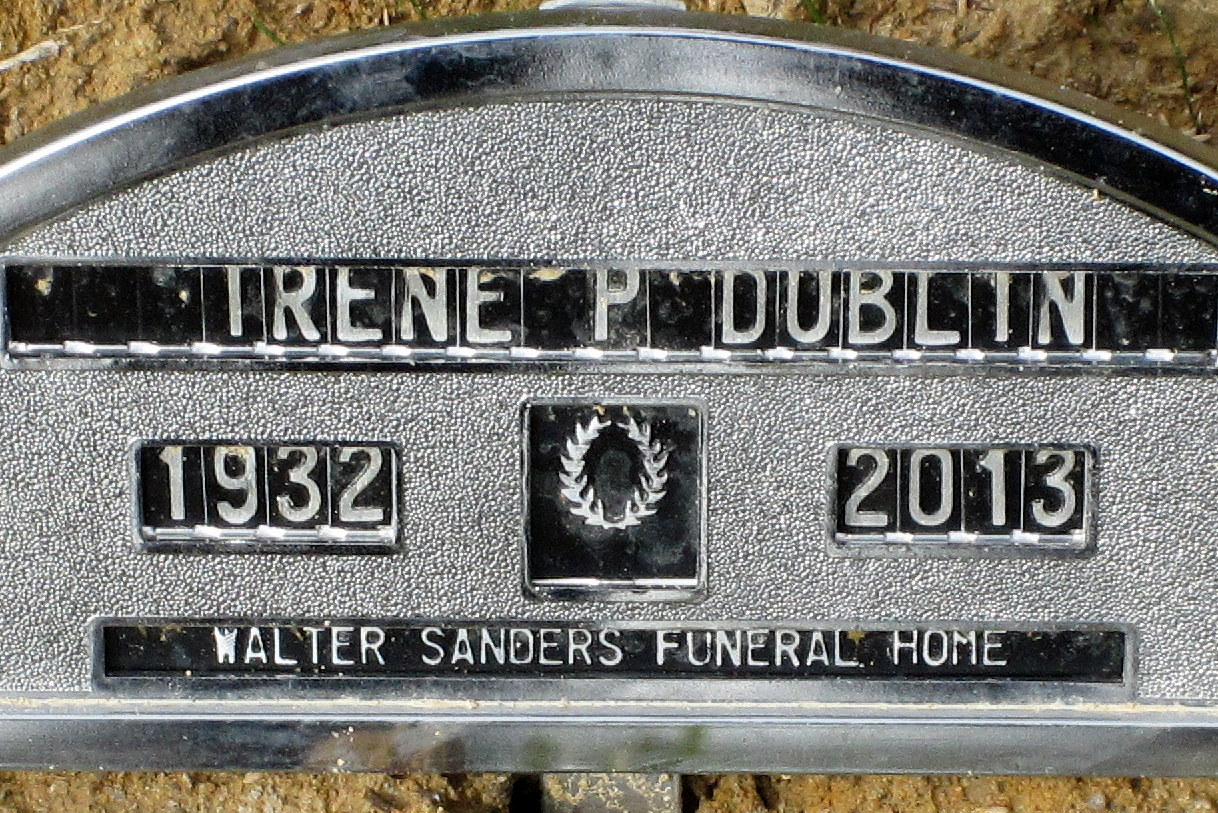 IRENE P DUBLIN
1932 2013
WALTER SANDERS FUNERAL HOME